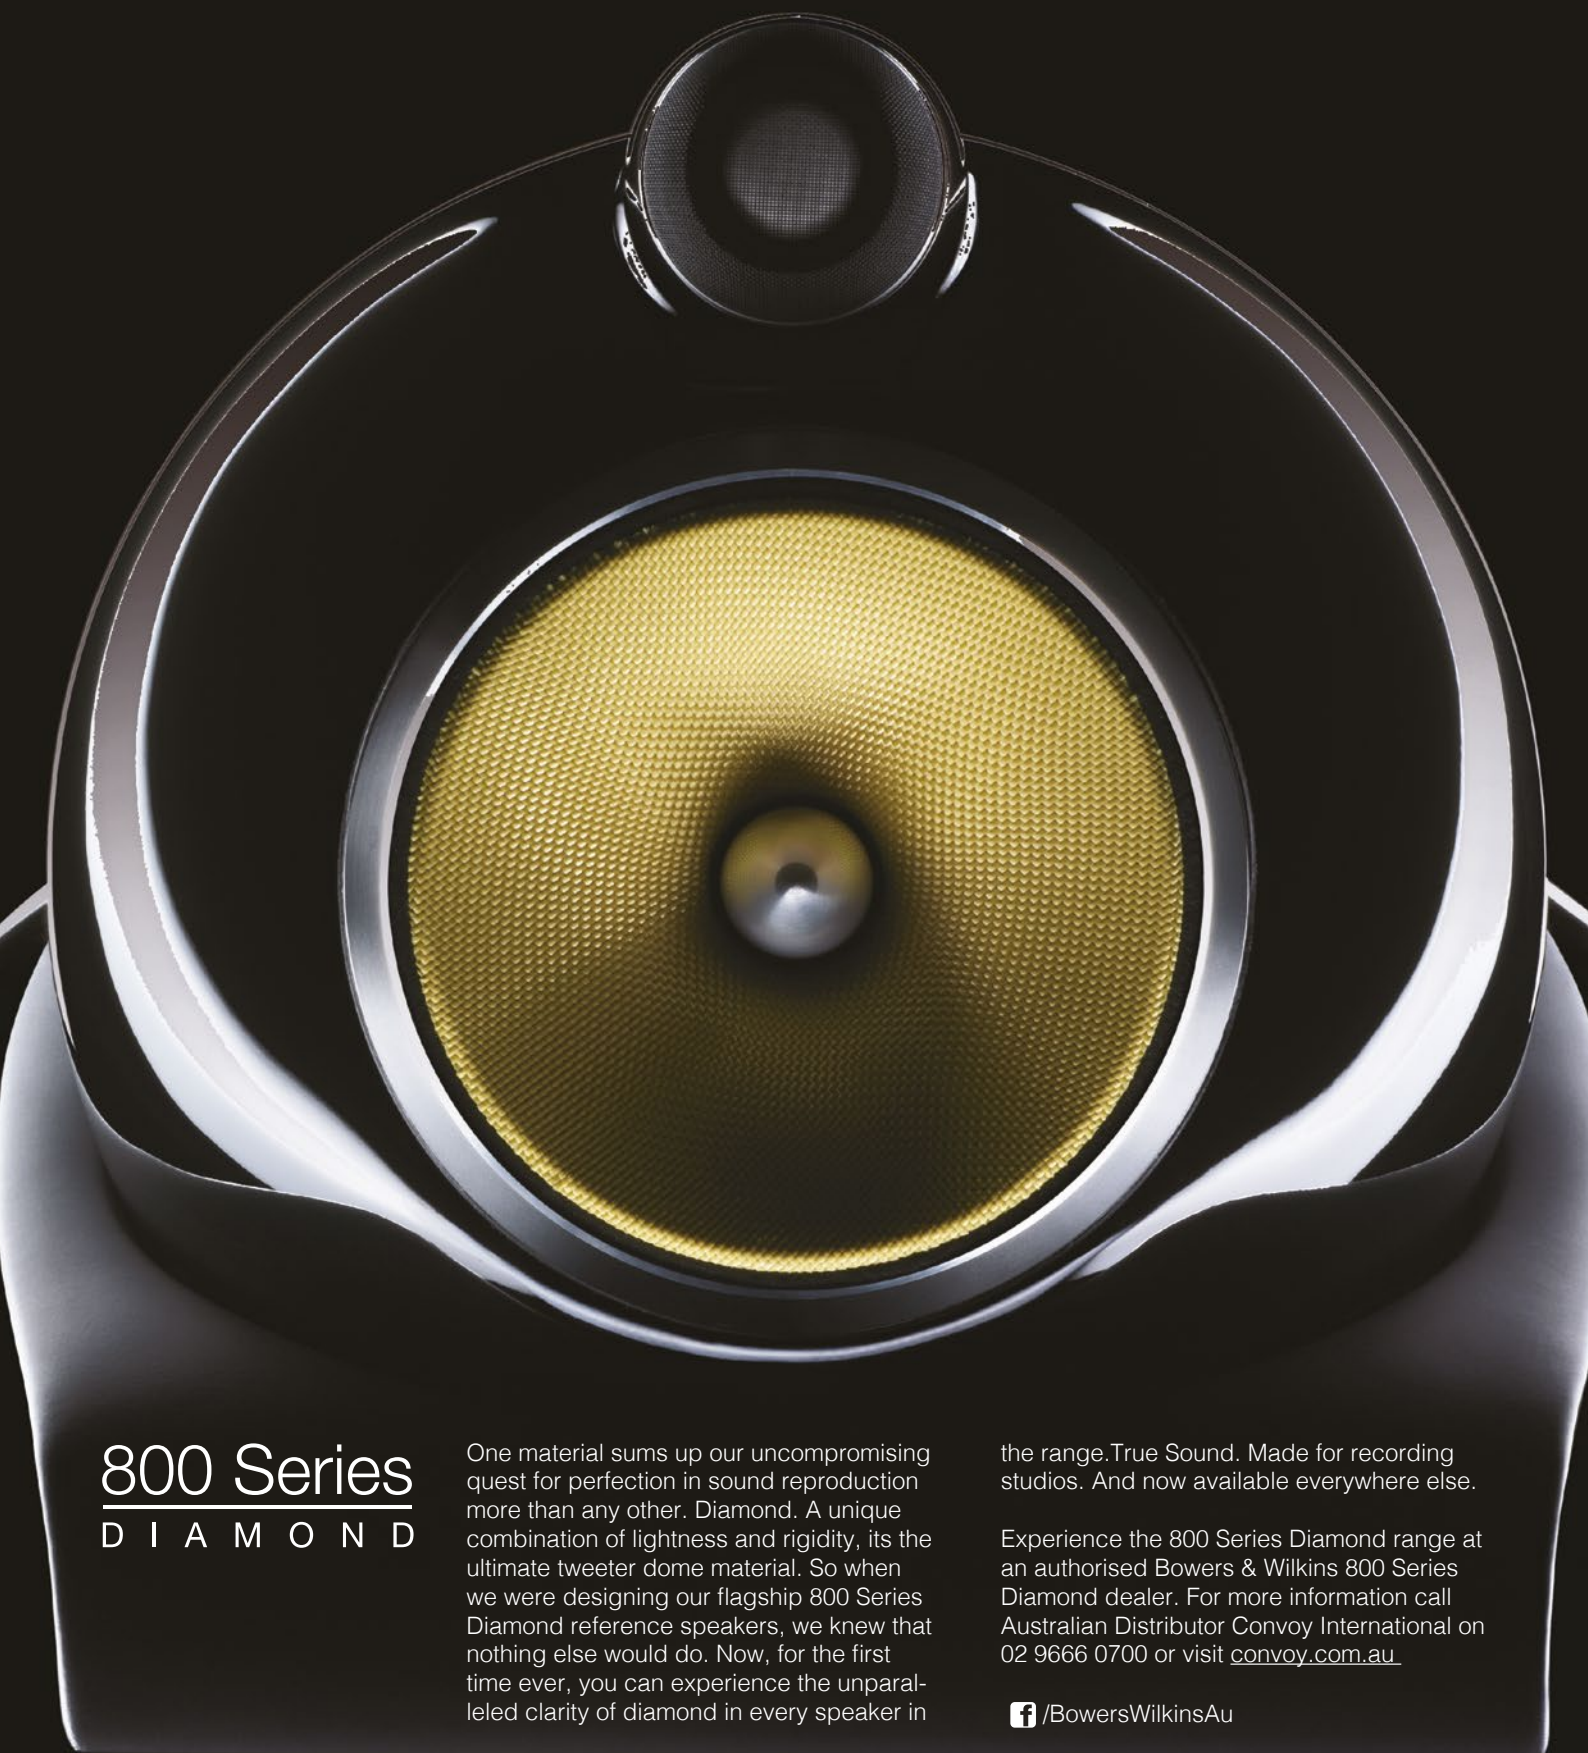 800 Series
DIAMOND
One material sums up our uncompromising
quest for perfection in sound reproduction
more than any other. Diamond. A unique
combination of lightness and rigidity, its the
ultimate tweeter dome material. So when
we were designing our flagship 800 Series
Diamond reference speakers, we knew that
nothing else would do. Now, for the first
time ever, you can experience the unparal-
leled clarity of diamond in every speaker in
the range.True Sound. Made for recording
studios. And now available everywhere else.
Experience the 800 Series Diamond range at
an authorised Bowers & Wilkins 800 Series
Diamond dealer. For more information call
Australian Distributor Convoy International on
02 9666 0700 or visit convoy.com.au
/BowersWilkinsAu